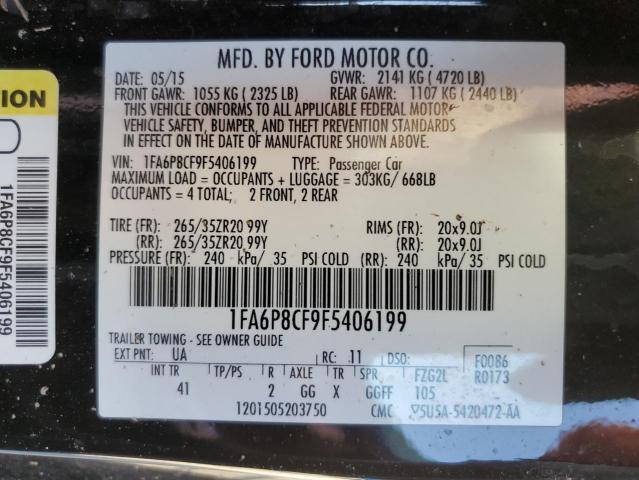 MFD. BY FORD MOTOR CO.
DATE: 05/15 GVWR: 2141 KG ( 4720 LB)
FRONT GAWR: 1055 KG ( 2325 LB) REAR GAWR: 1107 KG ( 2440 LB)
THIS VEHICLE CONFORMS TO ALL APPLICABLE FEDERAL MOTOR
VEHICLE SAFETY, BUMPER, AND THEFT PREVENTION STANDARDS
IN EFFECT ON THE DATE OF MANUFACTURE SHOWN ABOVE.
VIN: 1FA6P8CF9F5406199 TYPE: Passenger Car
MAXIMUM LOAD = OCCUPANTS + LUGGAGE = 303KG/ 668LB
OCCUPANTS = 4 TOTAL; 2 FRONT, 2 REAR
TIRE (FR): 265/35ZR20 99Y RIMS (FR): 20x9.0J
(RR): 265/35ZR20 99Y (RR): 20x9.0J
PRESSURE (FR): 240 kPa/ 35 PSI COLD (RR): 240 kPa/ 35 PSI COLD
1FA6P8CF9F5406199
TRAILER TOWING - SEE OWNER GUIDE
EXT PNT: UA RC: 11 DSO: F0086
INT TR TP/PS R AXLE TR SPR FZG2L R0173
41 2 GG X GGFF 105
1201505203750 CMC 5U5A-5420472-AA
TION
1FA6P8CF9F5406199